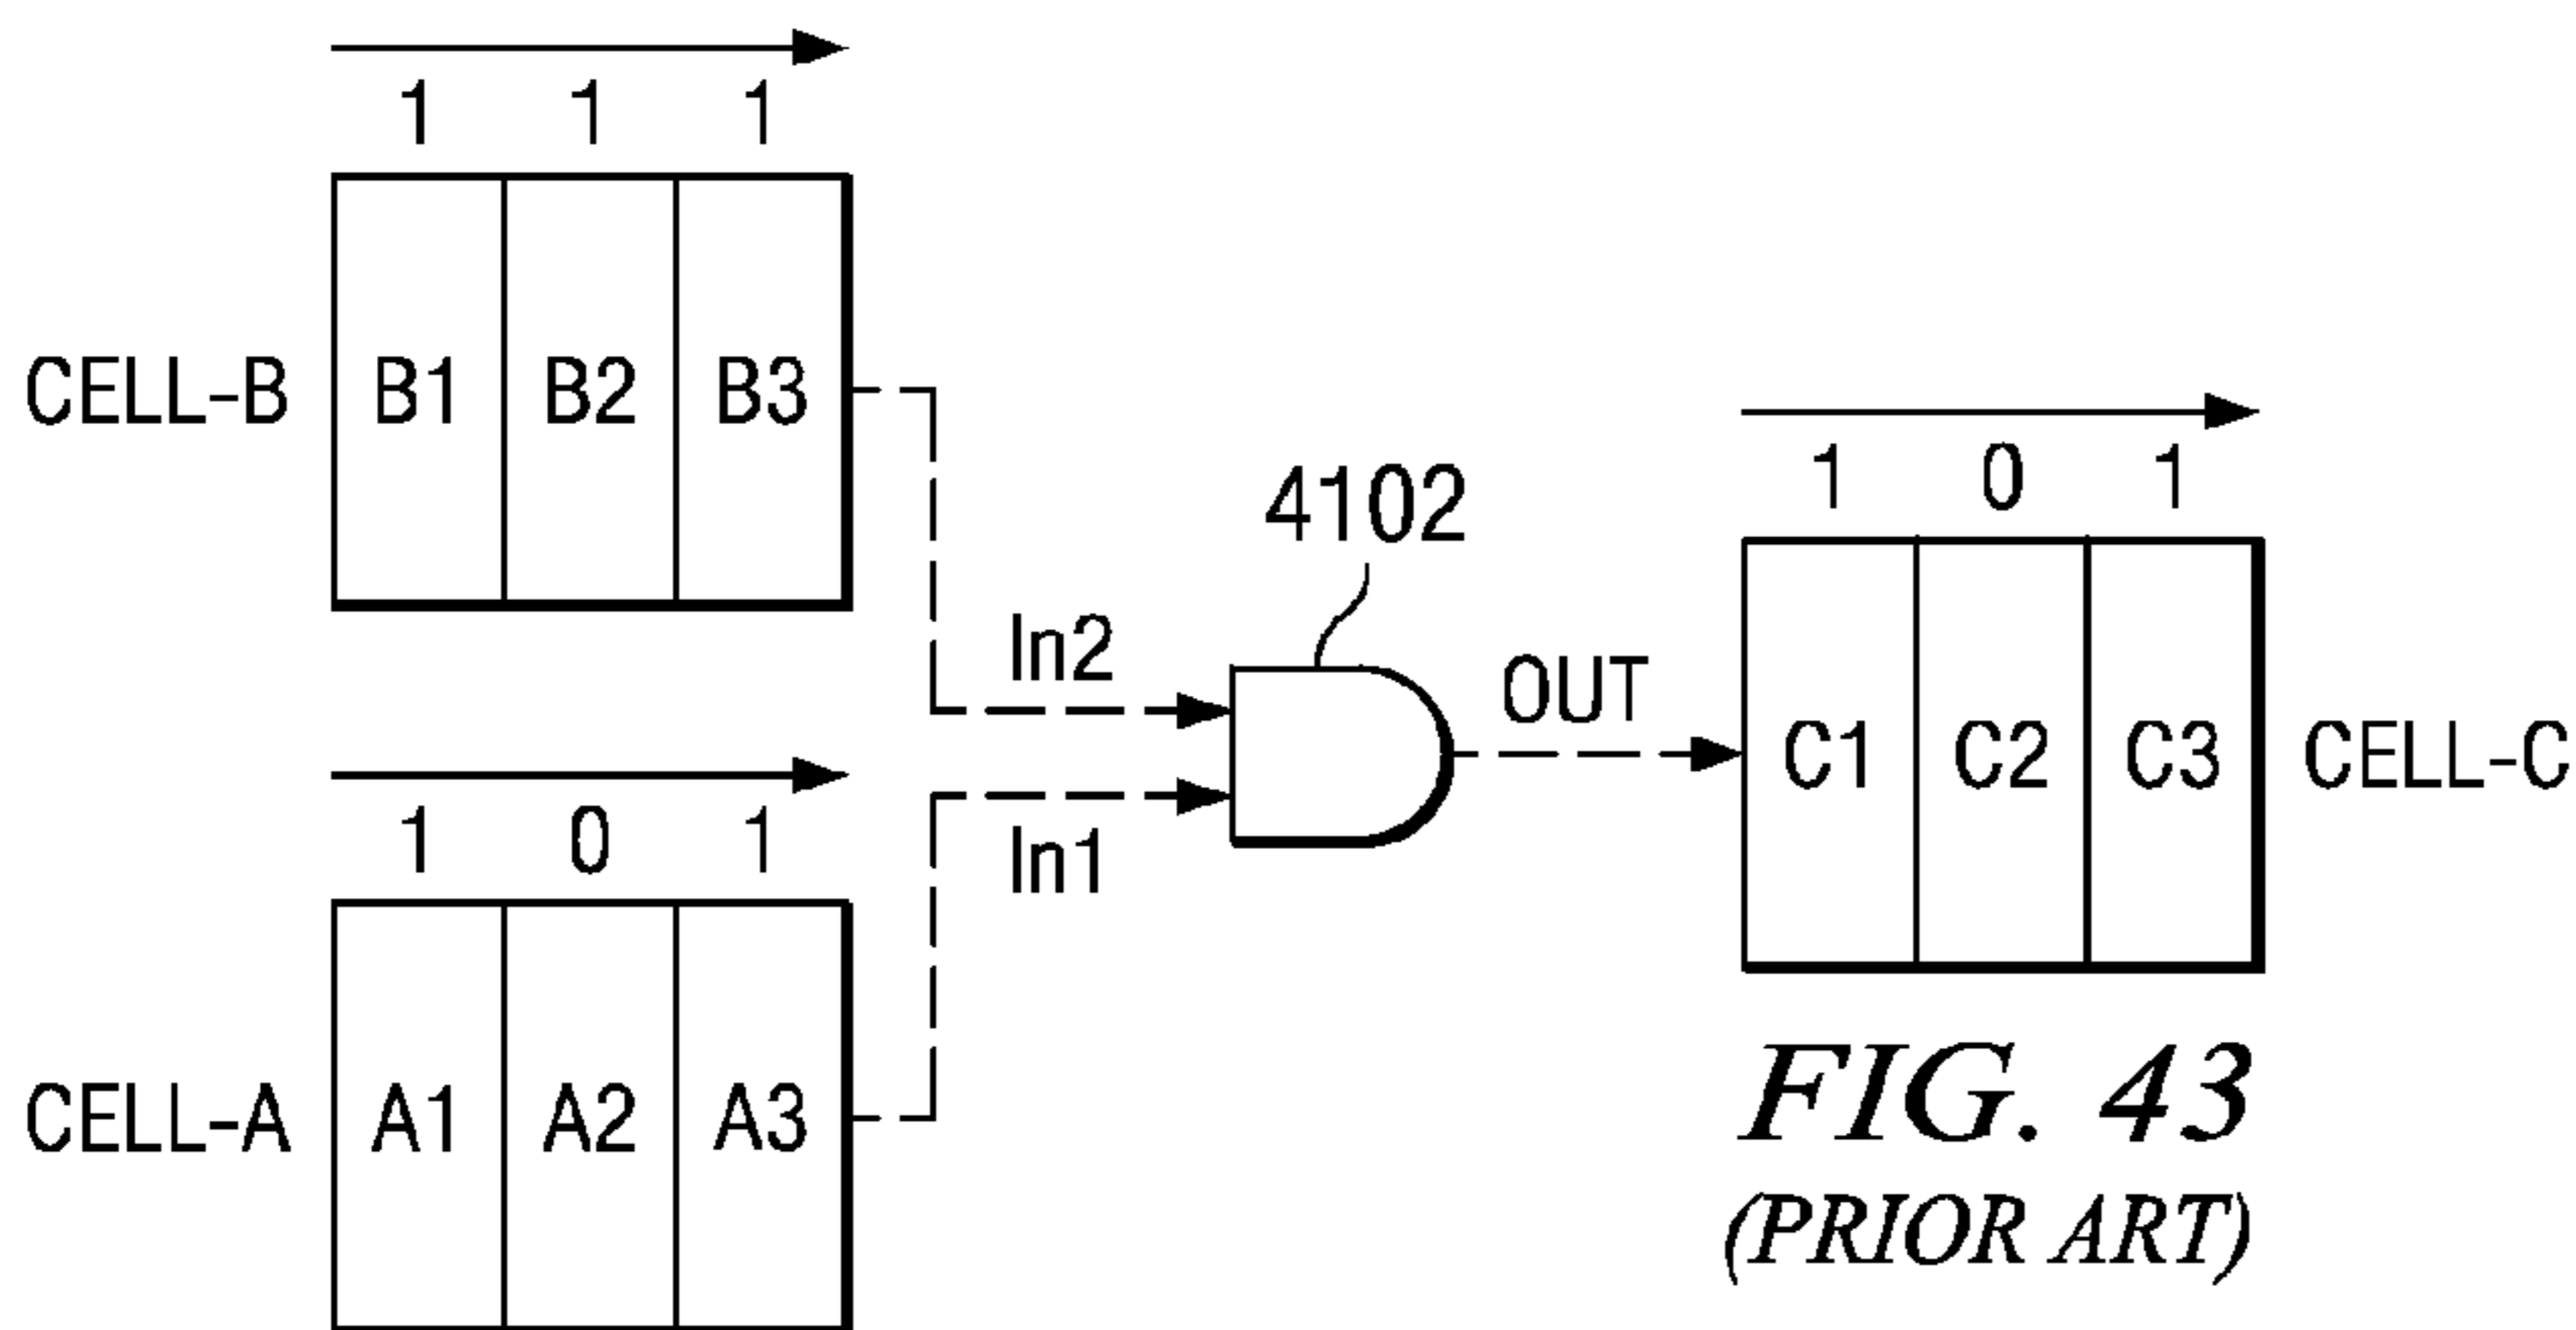 1 1 1
CELL-B B1 B2 B3
4102
1 0 1
In2
OUT
C1 C2 C3 CELL-C
1 0 1
In1
CELL-A A1 A2 A3
FIG. 43
(PRIOR ART)